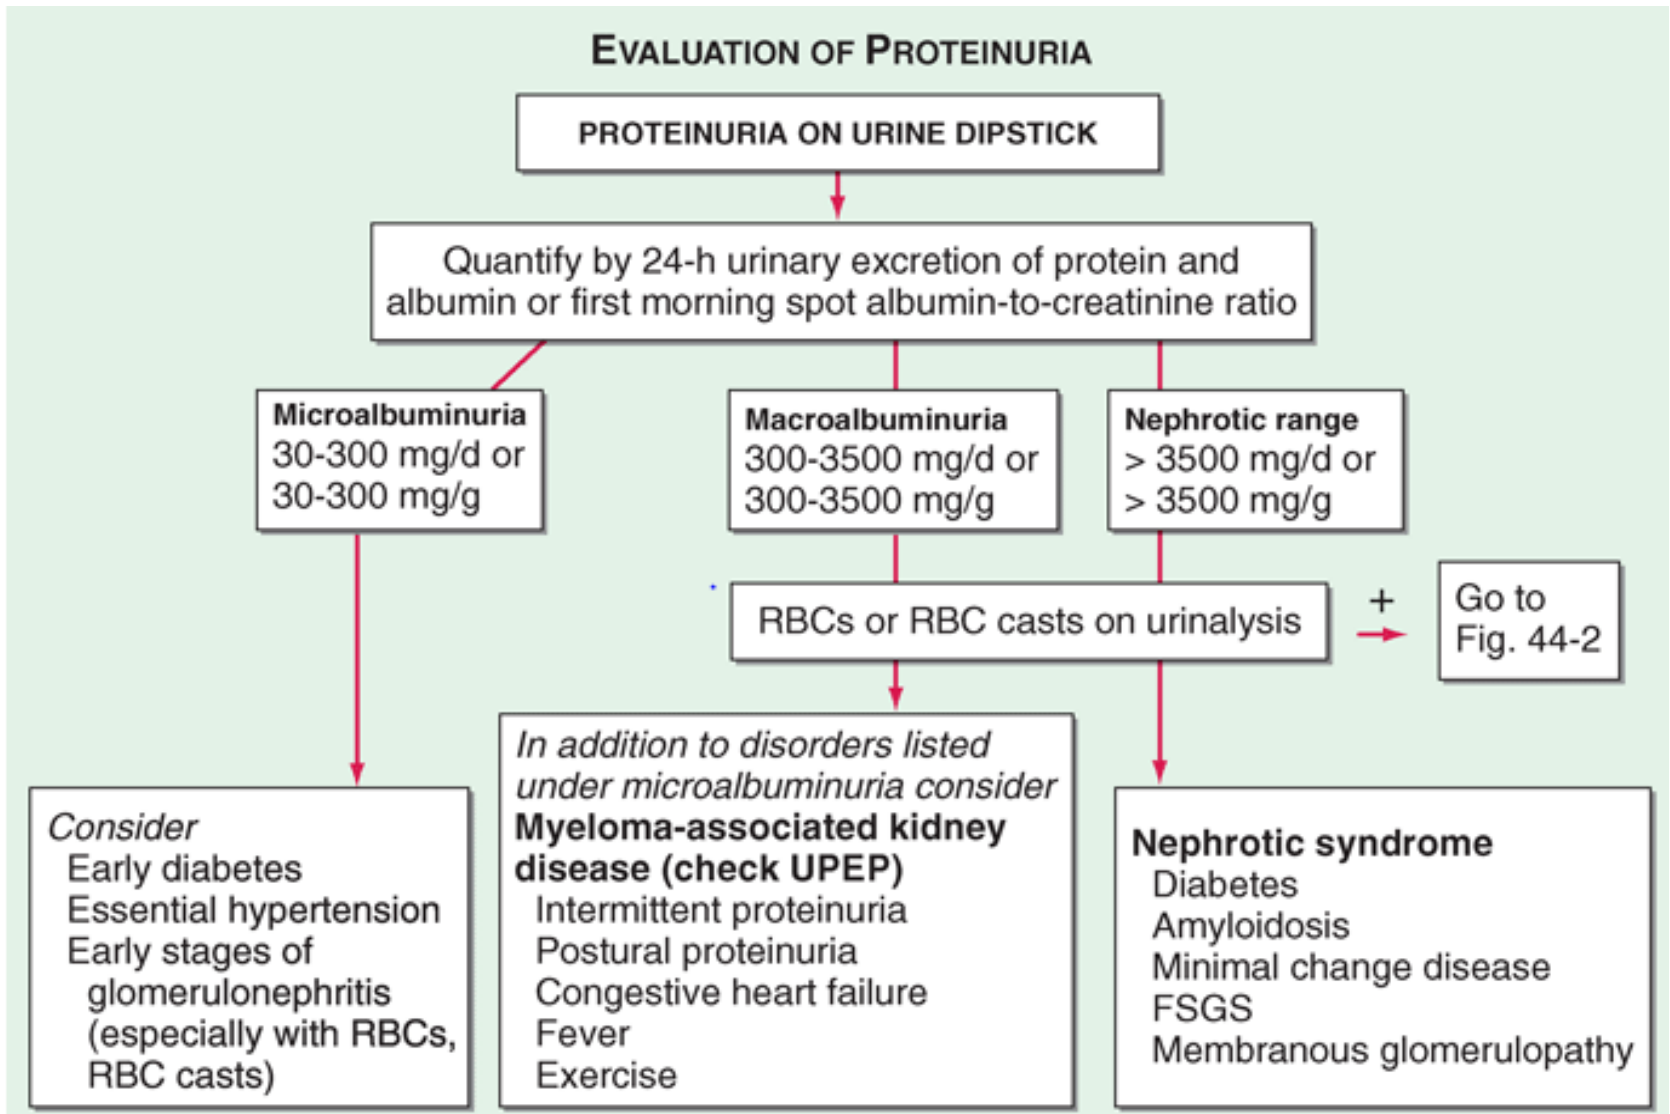 EVALUATION OF PROTEINURIA
PROTEINURIA ON URINE DIPSTICK
Quantify by 24-h urinary excretion of protein and
albumin or first morning spot albumin-to-creatinine ratio
Microalbuminuria
30-300 mg/d or
30-300 mg/g
Macroalbuminuria
300-3500 mg/d or
300-3500 mg/g
Nephrotic range
> 3500 mg/d or
> 3500 mg/g
RBCs or RBC casts on urinalysis
+
Go to
Fig. 44-2
Consider
Early diabetes
Essential hypertension
Early stages of
glomerulonephritis
(especially with RBCs,
RBC casts)
In addition to disorders listed
under microalbuminuria consider
Myeloma-associated kidney
disease (check UPEP)
Intermittent proteinuria
Postural proteinuria
Congestive heart failure
Fever
Exercise
Nephrotic syndrome
Diabetes
Amyloidosis
Minimal change disease
FSGS
Membranous glomerulopathy